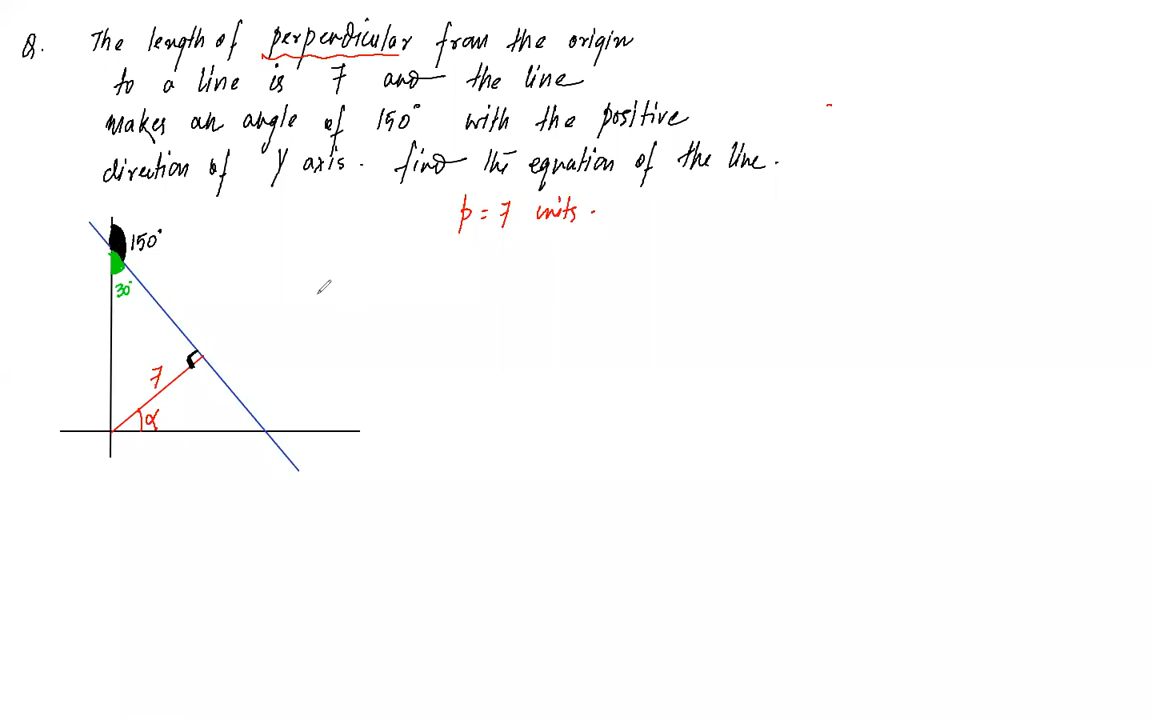 Q. The length of perpendicular from the origin
to a line is 7 and the line
makes an angle of 150° with the positive
direction of Y axis. find the equation of the line.
p = 7 units.
150°
30°
7
α